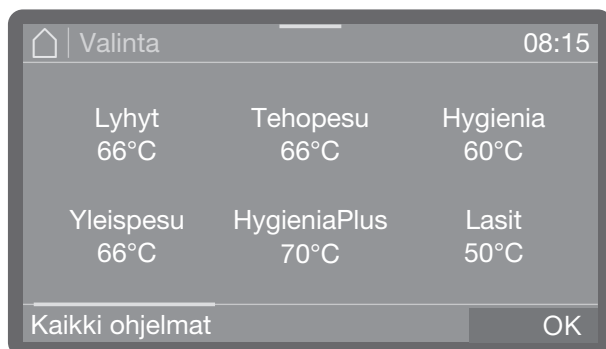 Valinta 08:15
Lyhyt Tehopesu Hygienia
66°C 66°C 60°C
Yleispesu HygieniaPlus Lasit
66°C 70°C 50°C
Kaikki ohjelmat OK